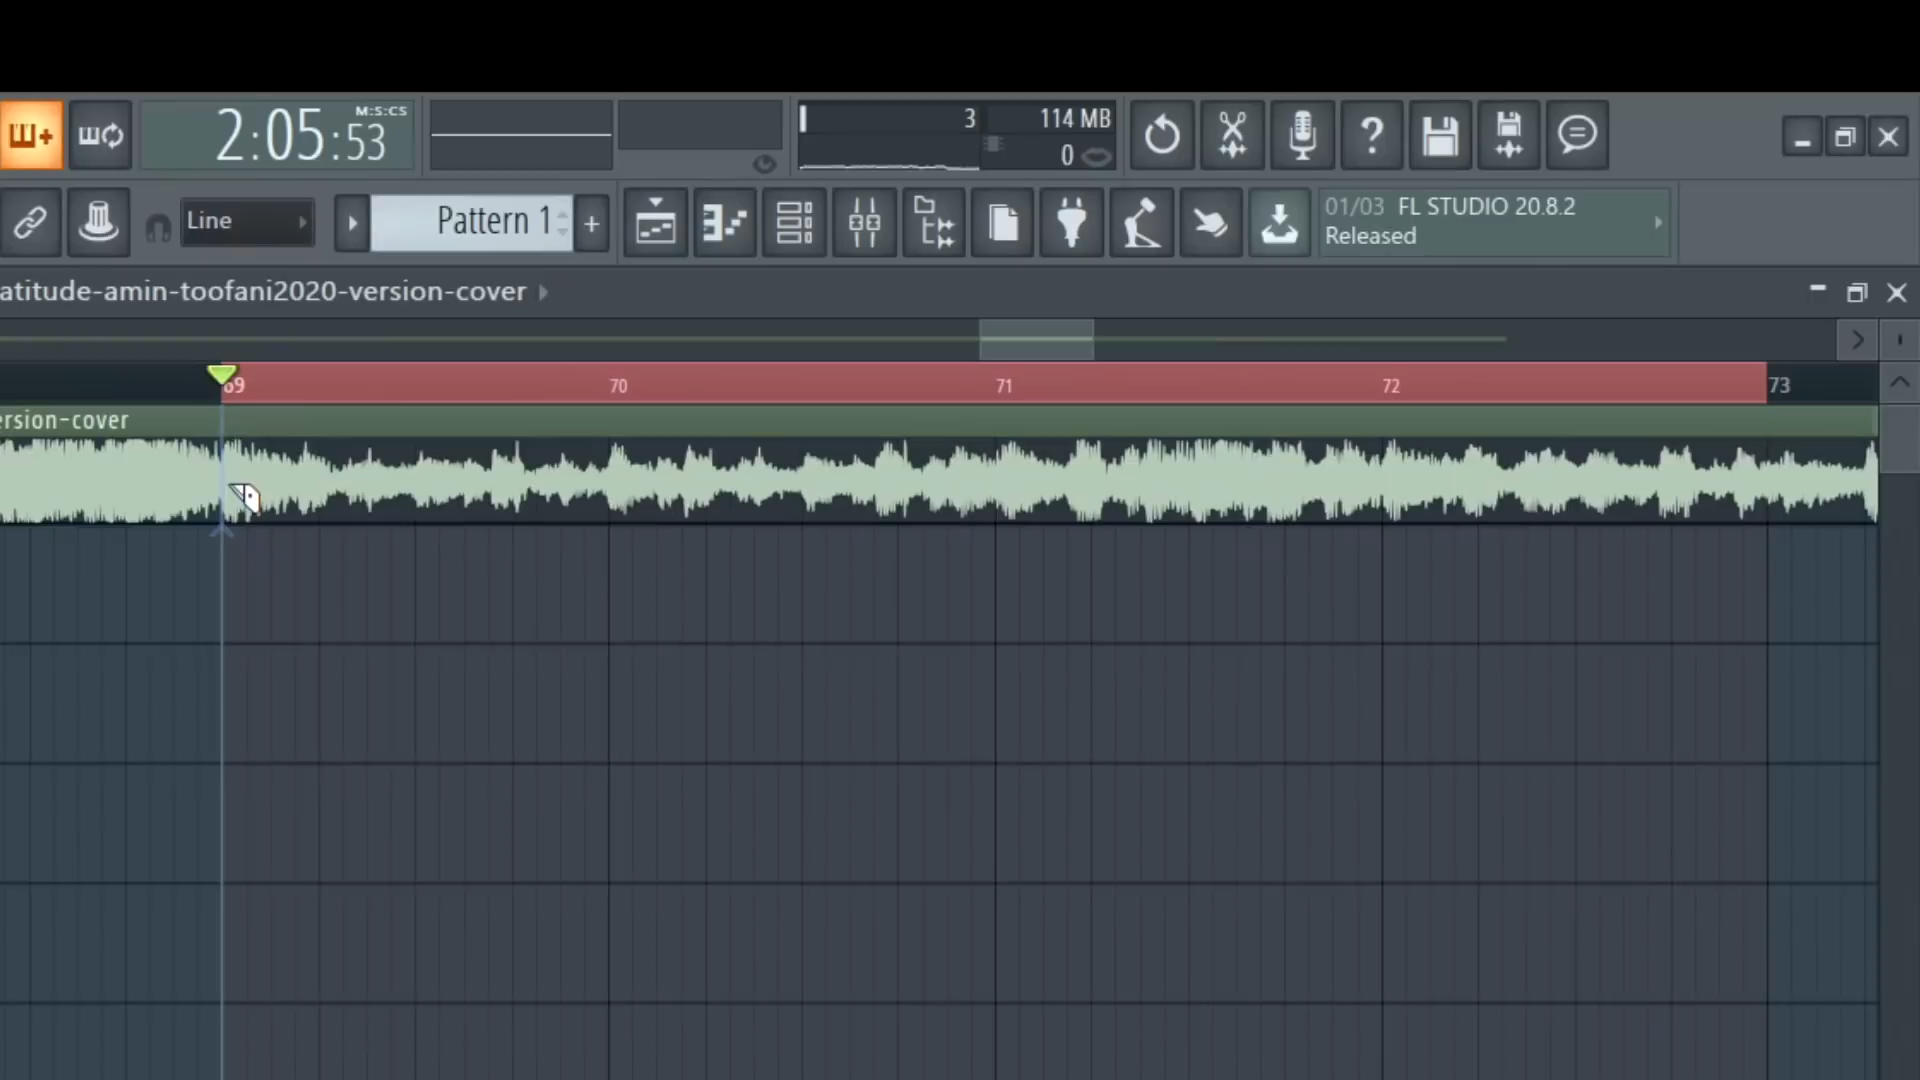 2:05:53
M:S:CS
3
114 MB
0
?
Line
Pattern 1
+
01/03 FL STUDIO 20.8.2
Released
atitude-amin-toofani2020-version-cover
69
70
71
72
73
ersion-cover